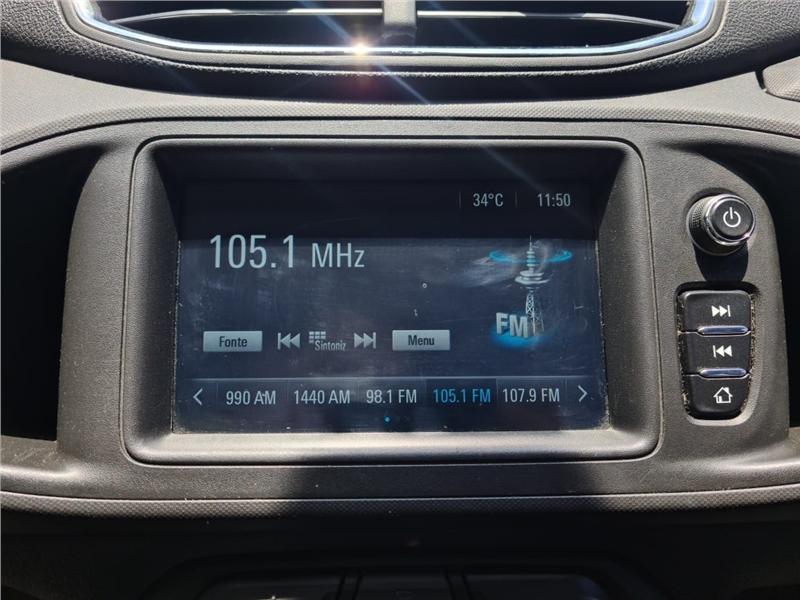 34°C 11:50
105.1 MHz
FM
Fonte Sintoniz Menu
990 AM 1440 AM 98.1 FM 105.1 FM 107.9 FM